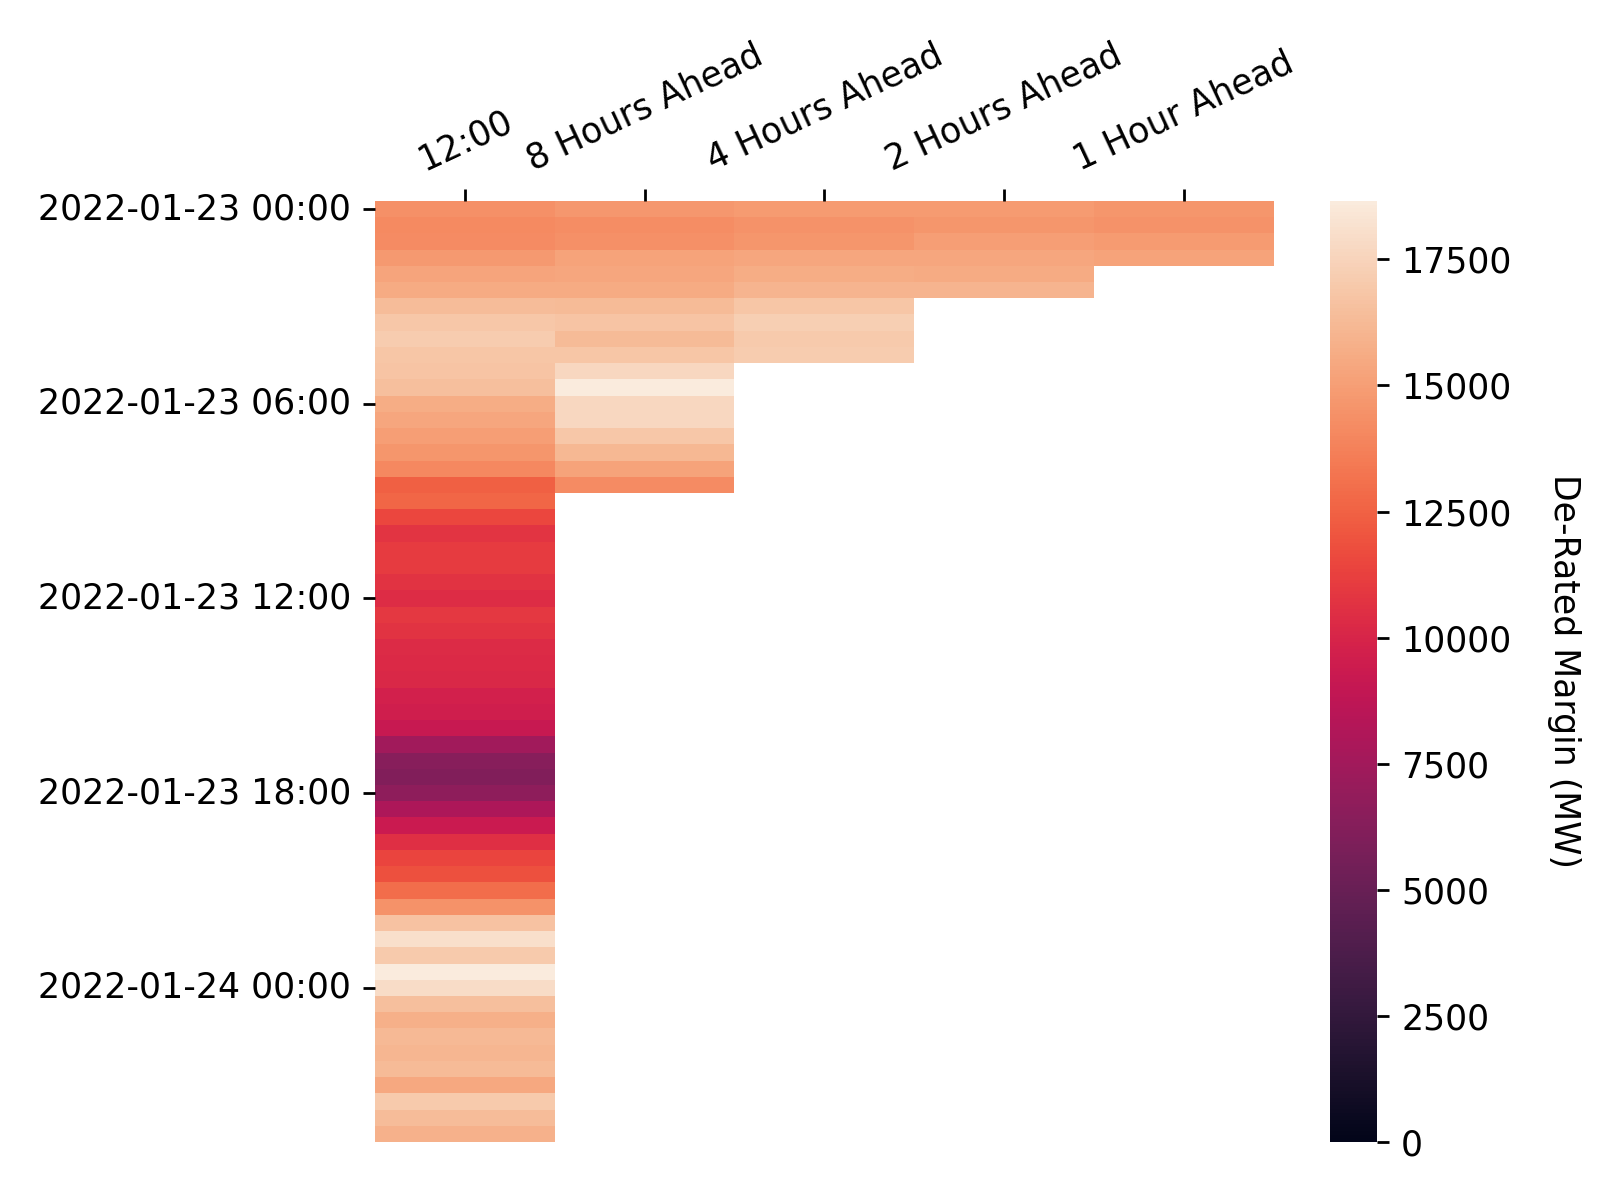 12:00
8 Hours Ahead
4 Hours Ahead
2 Hours Ahead
1 Hour Ahead
2022-01-23 00:00
2022-01-23 06:00
2022-01-23 12:00
2022-01-23 18:00
2022-01-24 00:00
17500
15000
12500
10000
7500
5000
2500
0
De-Rated Margin (MW)